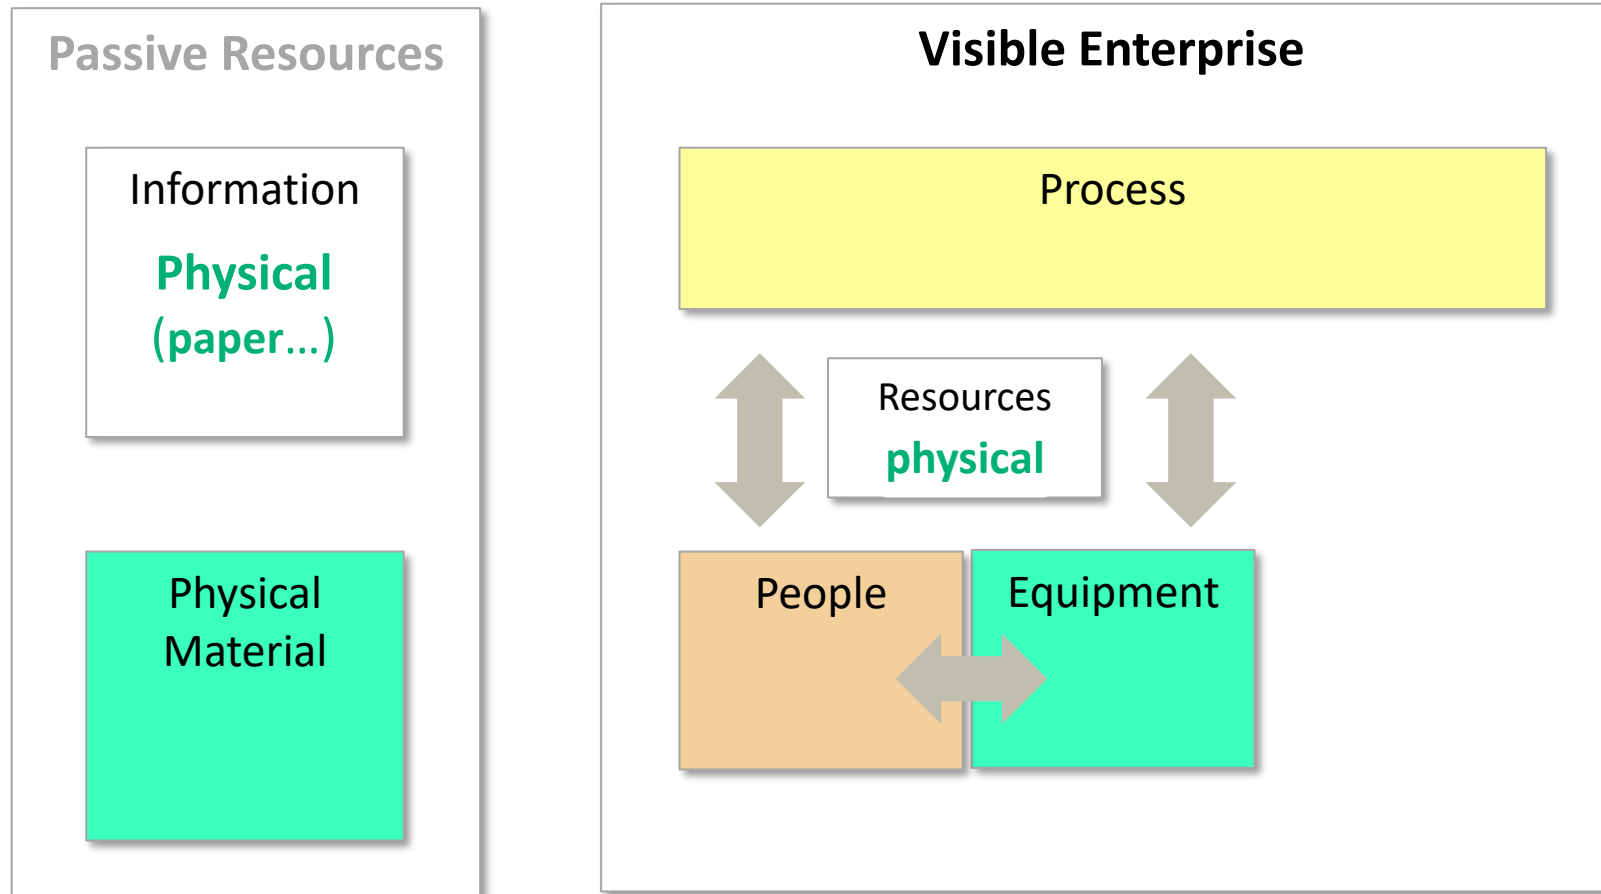 Passive Resources
Information
Physical
(paper...)
Physical
Material
Visible Enterprise
Process
Resources
physical
People
Equipment